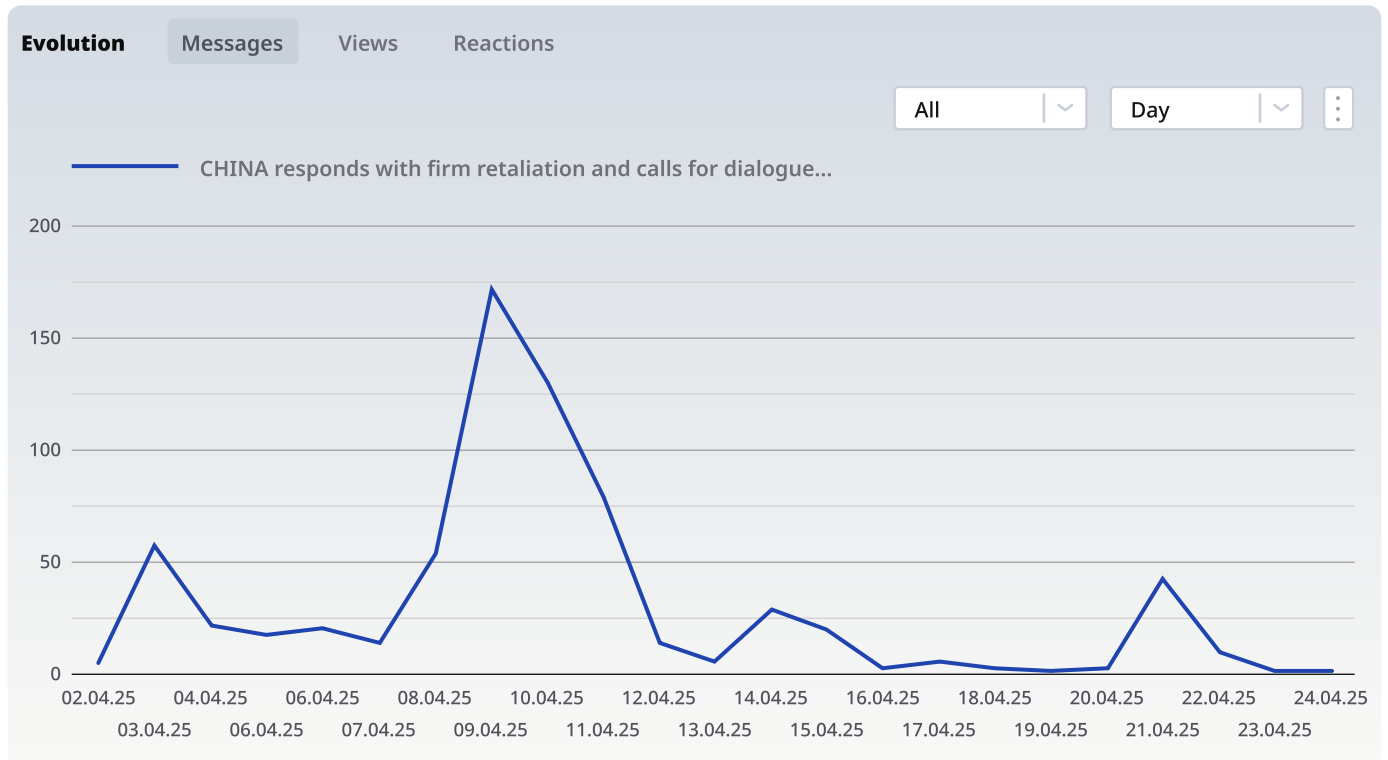 Evolution Messages Views Reactions
All Day
CHINA responds with firm retaliation and calls for dialogue...
200
150
100
50
0
02.04.25 04.04.25 06.04.25 08.04.25 10.04.25 12.04.25 14.04.25 16.04.25 18.04.25 20.04.25 22.04.25 24.04.25
03.04.25 06.04.25 07.04.25 09.04.25 11.04.25 13.04.25 15.04.25 17.04.25 19.04.25 21.04.25 23.04.25